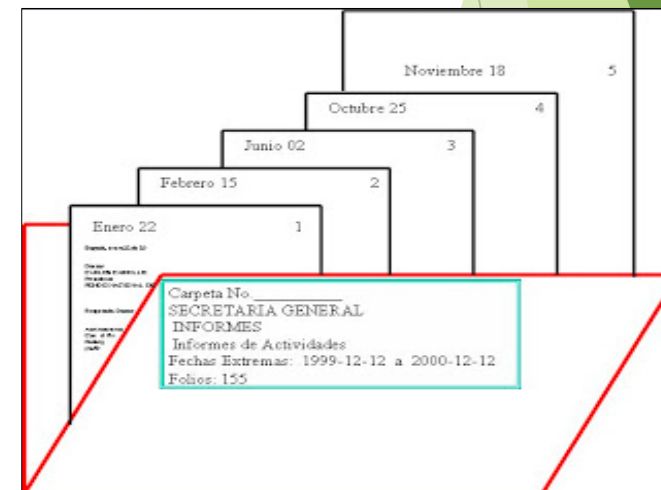 Noviembre 18 5
Octubre 25 4
Junio 02 3
Febrero 15 2
Enero 22 1
Carpeta No.__________
SECRETARIA GENERAL
INFORMES
Informes de Actividades
Fechas Extremas: 1999-12-12 a 2000-12-12
Folios: 155